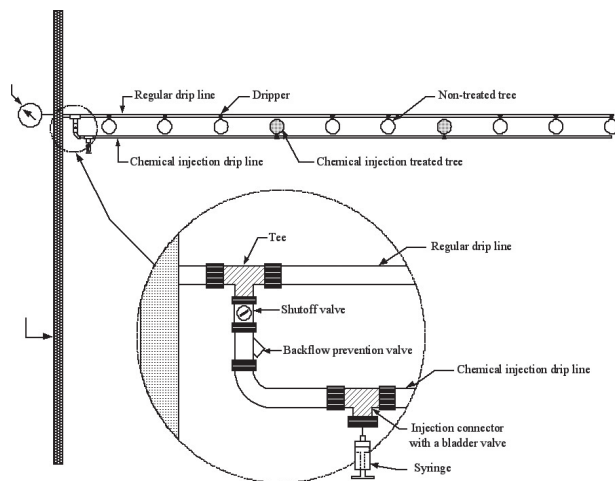 Regular drip line
Dripper
Non-treated tree
Chemical injection drip line
Chemical injection treated tree
Tee
Regular drip line
Shutoff valve
Backflow prevention valve
Chemical injection drip line
Injection connector
with a bladder valve
Syringe